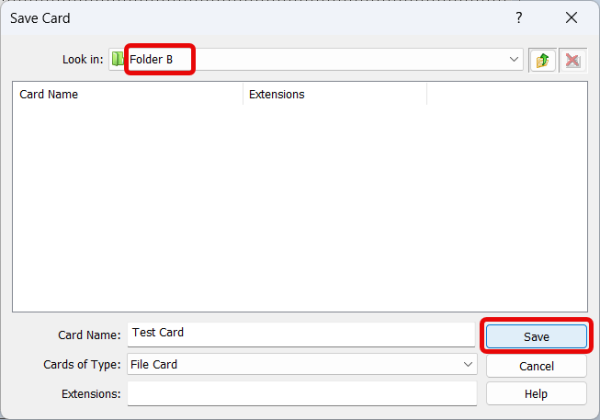 Save Card
?
Look in: Folder B
Card Name Extensions
Card Name: Test Card
Save
Cards of Type: File Card
Cancel
Extensions:
Help